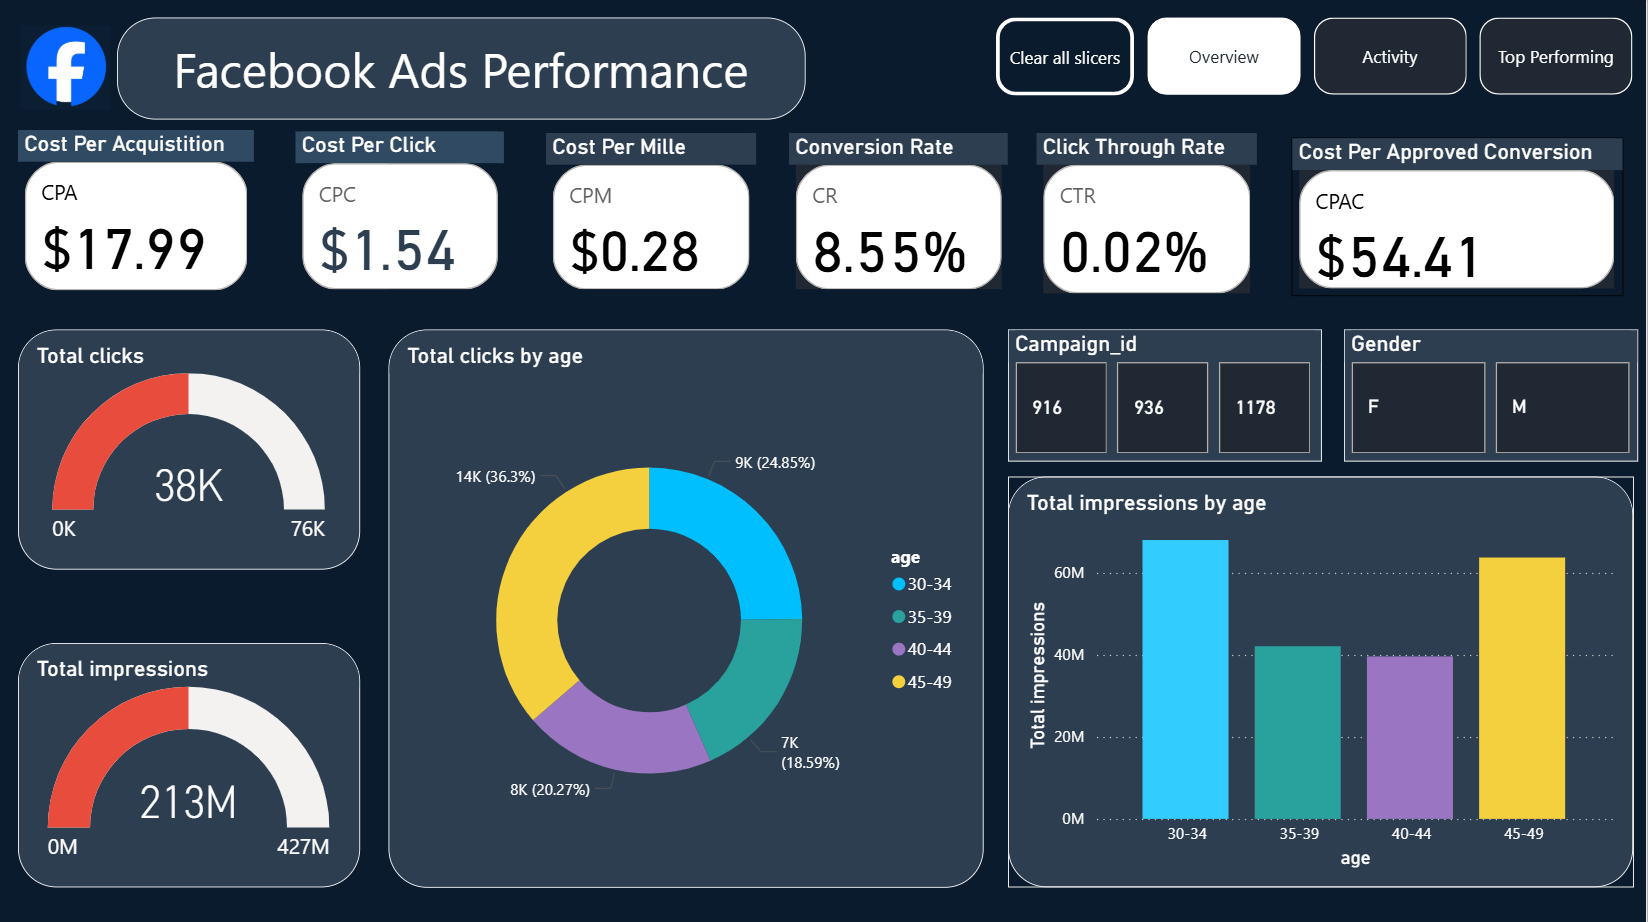 Facebook Ads Performance
Clear all slicers
Overview
Activity
Top Performing
Cost Per Acquistition
CPA
$17.99
Cost Per Click
CPC
$1.54
Cost Per Mille
CPM
$0.28
Conversion Rate
CR
8.55%
Click Through Rate
CTR
0.02%
Cost Per Approved Conversion
CPAC
$54.41
Total clicks
38K
0K
76K
Total impressions
213M
0M
427M
Total clicks by age
14K (36.3%)
9K (24.85%)
7K
(18.59%)
8K (20.27%)
age
30-34
35-39
40-44
45-49
Campaign_id
916
936
1178
Gender
F
M
Total impressions by age
Total impressions
60M
40M
20M
0M
30-34
35-39
40-44
45-49
age